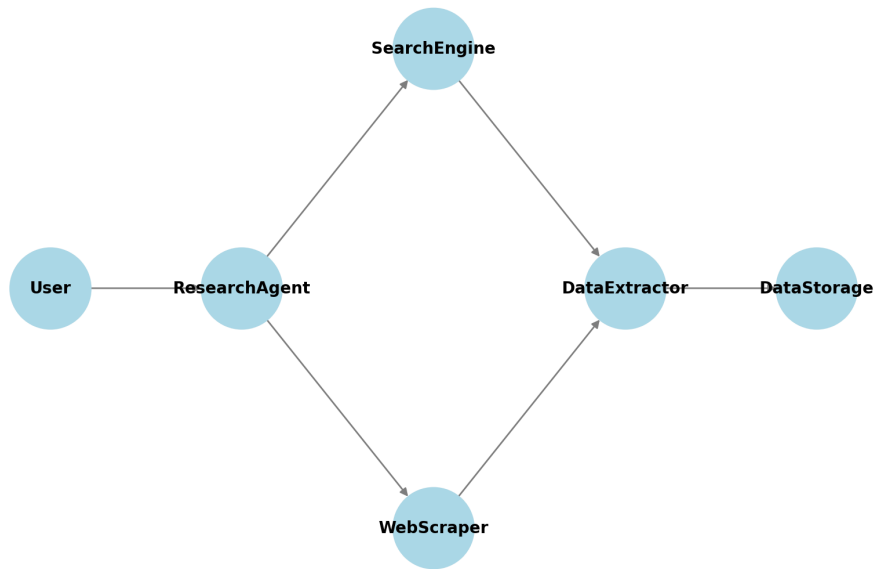 SearchEngine
User
ResearchAgent
DataExtractor
DataStorage
WebScraper